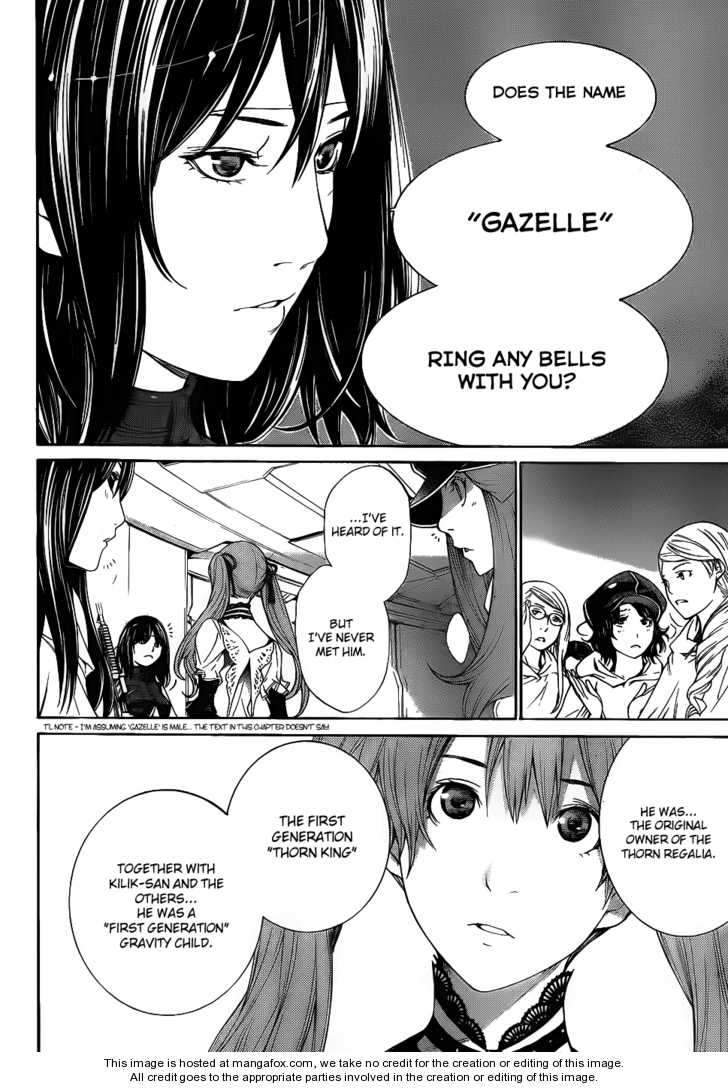 DOES THE NAME
"GAZELLE"
RING ANY BELLS
WITH YOU?
...I'VE
HEARD OF IT.
BUT
I'VE NEVER
MET HIM.
TL NOTE - I'M ASSUMING 'GAZELLE' IS MALE... THE TEXT IN THIS CHAPTER DOESN'T SAY!
HE WAS...
THE ORIGINAL
OWNER OF THE
THORN REGALIA.
THE FIRST
GENERATION
"THORN KING"
TOGETHER WITH
KILIK-SAN AND THE
OTHERS...
HE WAS A
"FIRST GENERATION"
GRAVITY CHILD.
This image is hosted at mangafox.com, we take no credit for the creation or editing of this image.
All credit goes to the appropriate parties involved in the creation or editing of this image.